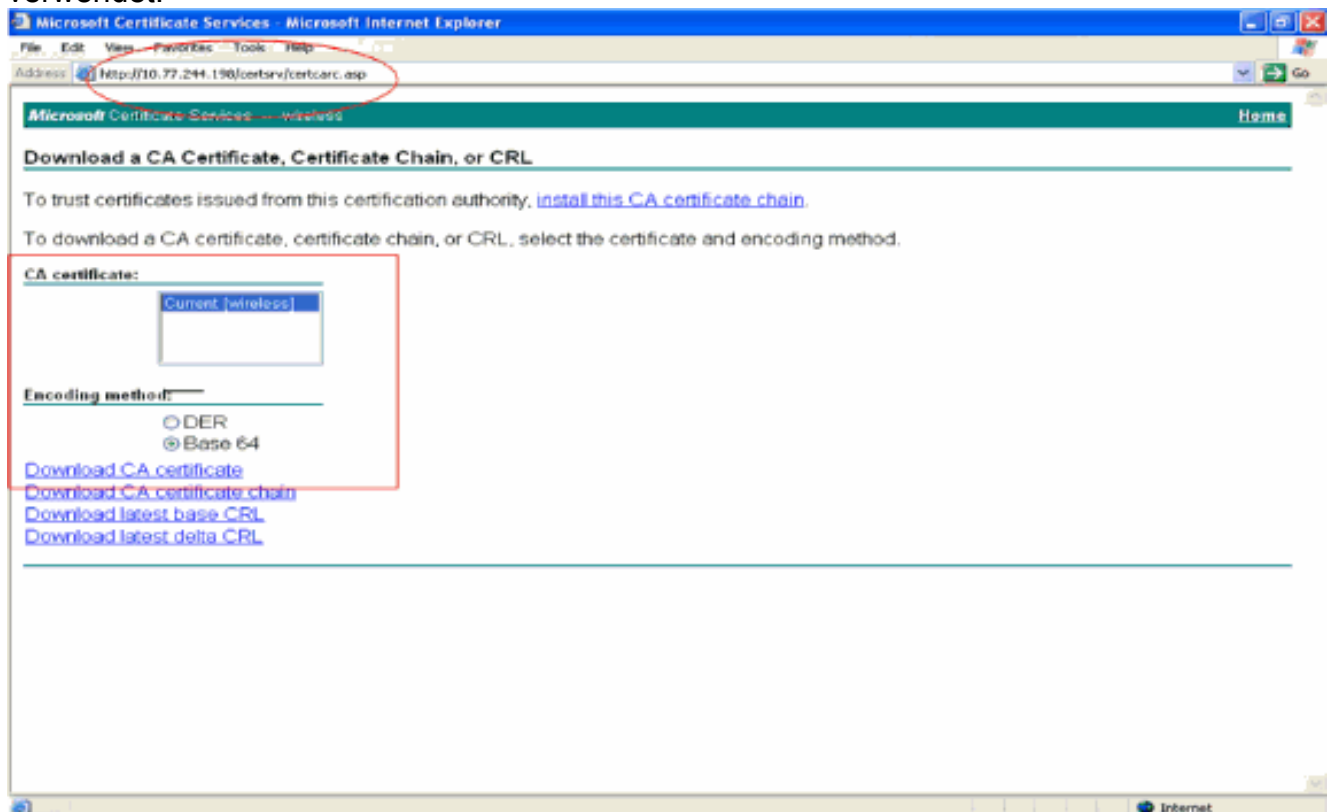 verwendet.
Microsoft Certificate Services - Microsoft Internet Explorer
File Edit View Favorites Tools Help
Address http://10.77.244.198/certsrv/certcarc.asp Go
Microsoft Certificate Services -- wireless Home
Download a CA Certificate, Certificate Chain, or CRL
To trust certificates issued from this certification authority, install this CA certificate chain.
To download a CA certificate, certificate chain, or CRL, select the certificate and encoding method.
CA certificate:
Current [wireless]
Encoding method:
DER
Base 64
Download CA certificate
Download CA certificate chain
Download latest base CRL
Download latest delta CRL
Internet